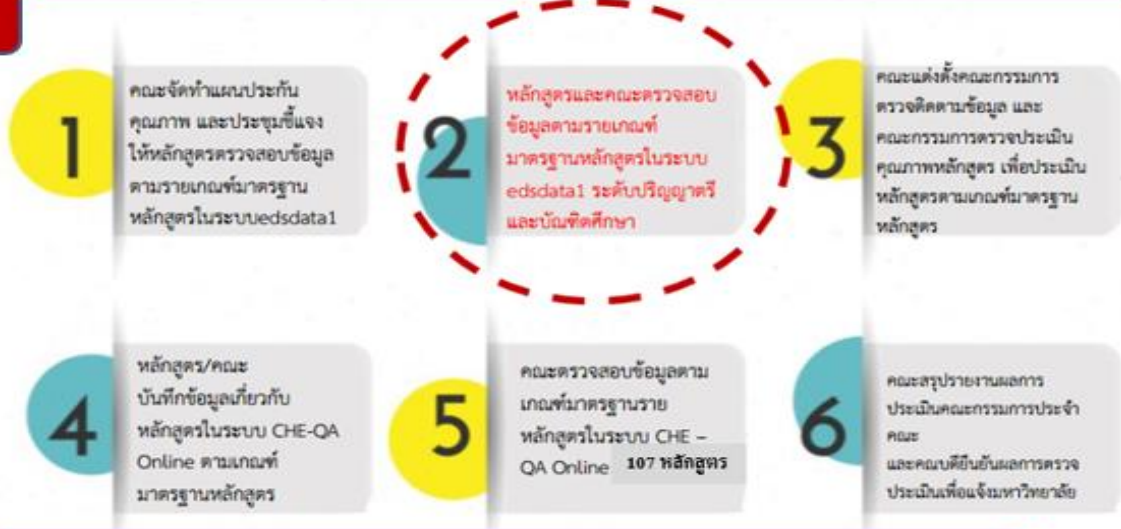 1
คณะจัดทำแผนประกัน
คุณภาพ และประชุมชี้แจง
ให้หลักสูตรตรวจสอบข้อมูล
ตามรายเกณฑ์มาตรฐาน
หลักสูตรในระบบedsdata1
2
หลักสูตรและคณะตรวจสอบ
ข้อมูลตามรายเกณฑ์
มาตรฐานหลักสูตรในระบบ
edsdata1 ระดับปริญญาตรี
และบัณฑิตศึกษา
3
คณะแต่งตั้งคณะกรรมการ
ตรวจติดตามข้อมูล และ
คณะกรรมการตรวจประเมิน
คุณภาพหลักสูตร เพื่อประเมิน
หลักสูตรตามเกณฑ์มาตรฐาน
หลักสูตร
4
หลักสูตร/คณะ
บันทึกข้อมูลเกี่ยวกับ
หลักสูตรในระบบ CHE-QA
Online ตามเกณฑ์
มาตรฐานหลักสูตร
5
คณะตรวจสอบข้อมูลตาม
เกณฑ์มาตรฐานราย
หลักสูตรในระบบ CHE –
QA Online 107 หลักสูตร
6
คณะสรุปรายงานผลการ
ประเมินคณะกรรมการประจำ
คณะ
และคณบดียืนยันผลการตรวจ
ประเมินเพื่อแจ้งมหาวิทยาลัย